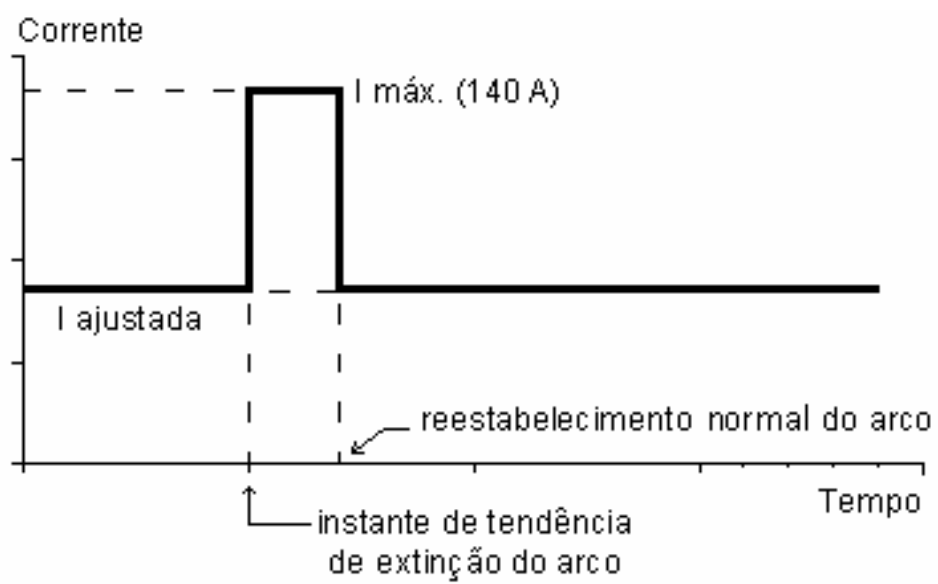 Corrente
I máx. (140 A)
I ajustada
reestabelecimento normal do arco
Tempo
instante de tendência
de extinção do arco